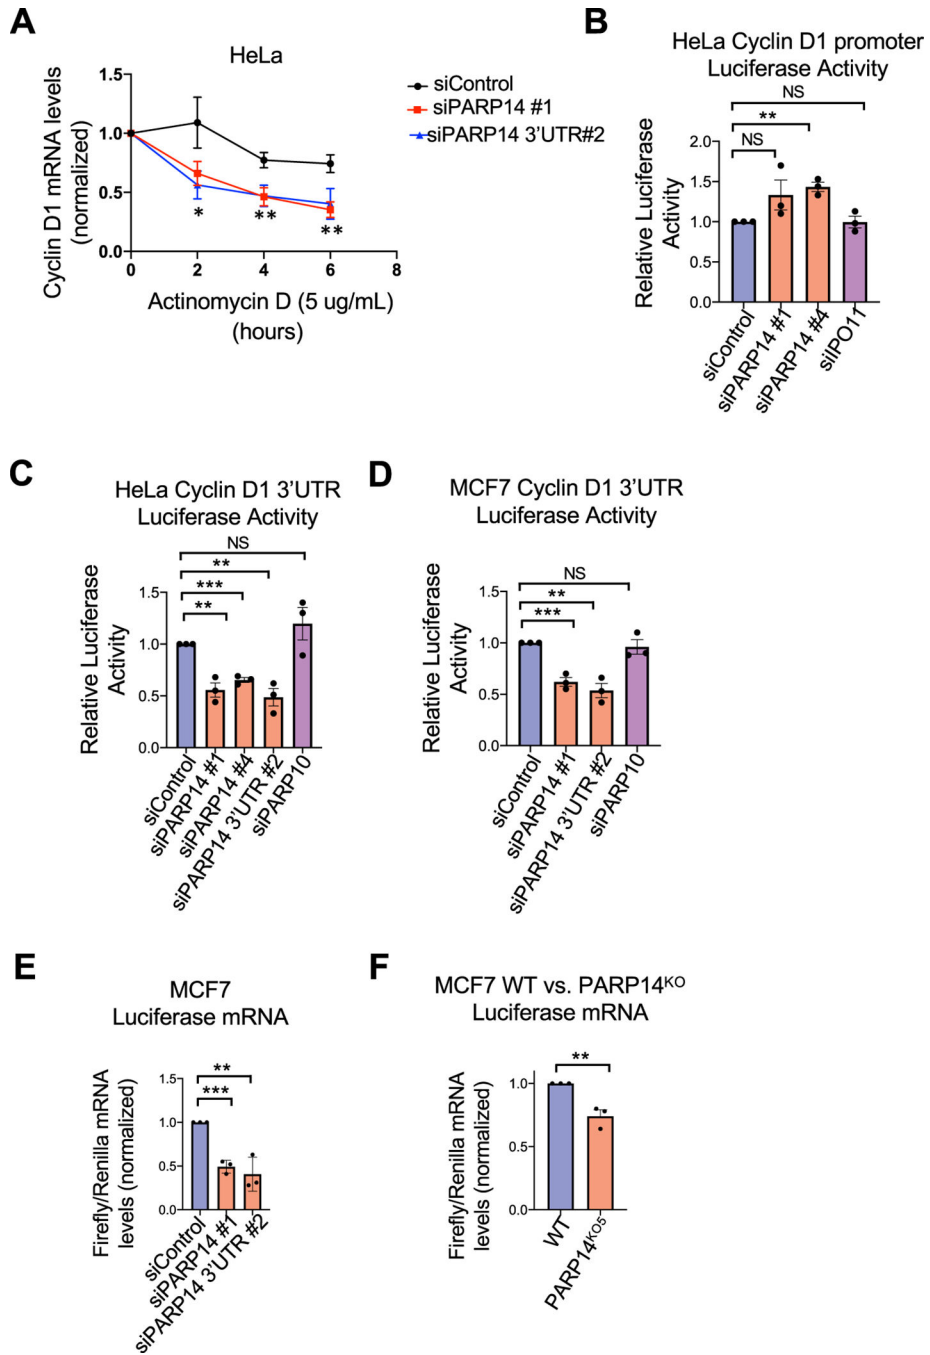 A
HeLa
siControl
siPARP14 #1
siPARP14 3'UTR#2
Cyclin D1 mRNA levels
(normalized)
1.5
1.0
0.5
0.0
*
**
**
0
2
4
6
8
Actinomycin D (5 ug/mL)
(hours)
B
HeLa Cyclin D1 promoter
Luciferase Activity
NS
**
NS
Relative Luciferase
Activity
2.0
1.5
1.0
0.5
0.0
siControl
siPARP14 #1
siPARP14 #4
siIPO11
C
HeLa Cyclin D1 3'UTR
Luciferase Activity
NS
**
***
**
Relative Luciferase
Activity
1.5
1.0
0.5
0.0
siControl
siPARP14 #1
siPARP14 #4
siPARP14 3'UTR #2
siPARP10
D
MCF7 Cyclin D1 3'UTR
Luciferase Activity
NS
**
***
Relative Luciferase
Activity
1.5
1.0
0.5
0.0
siControl
siPARP14 #1
siPARP14 3'UTR #2
siPARP10
E
MCF7
Luciferase mRNA
**
***
Firefly/Renilla mRNA
levels (normalized)
1.5
1.0
0.5
0.0
siControl
siPARP14 #1
siPARP14 3'UTR #2
F
MCF7 WT vs. PARP14ᴷᴼ
Luciferase mRNA
**
Firefly/Renilla mRNA
levels (normalized)
1.0
0.5
0.0
WT
PARP14ᴷᴼ⁵